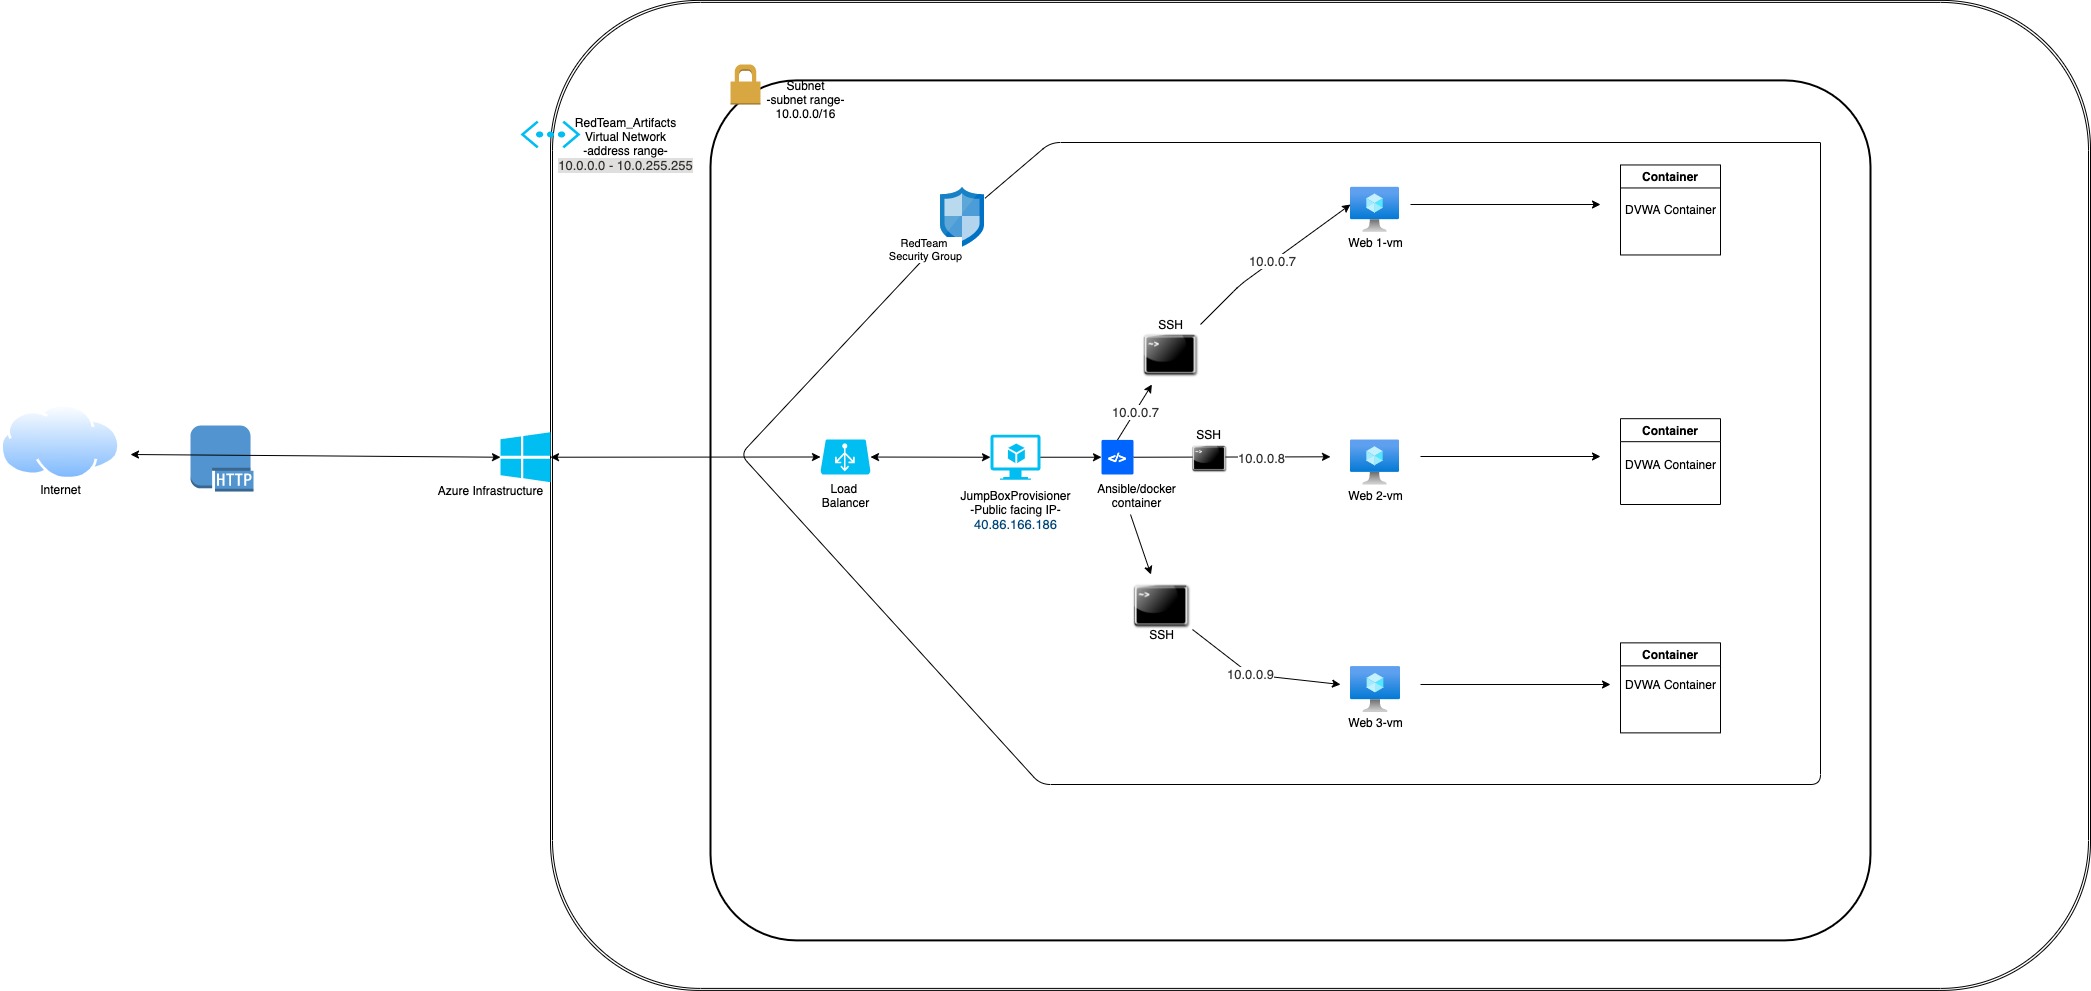 Subnet
-subnet range-
10.0.0.0/16
RedTeam_Artifacts
Virtual Network
-address range-
10.0.0.0 - 10.0.255.255
RedTeam
Security Group
Container
DVWA Container
Web 1-vm
10.0.0.7
SSH
~>
10.0.0.7
Internet
HTTP
Azure Infrastructure
Load
Balancer
JumpBoxProvisioner
-Public facing IP-
40.86.166.186
</>
Ansible/docker
container
SSH
~>
10.0.0.8
Web 2-vm
Container
DVWA Container
~>
SSH
10.0.0.9
Web 3-vm
Container
DVWA Container